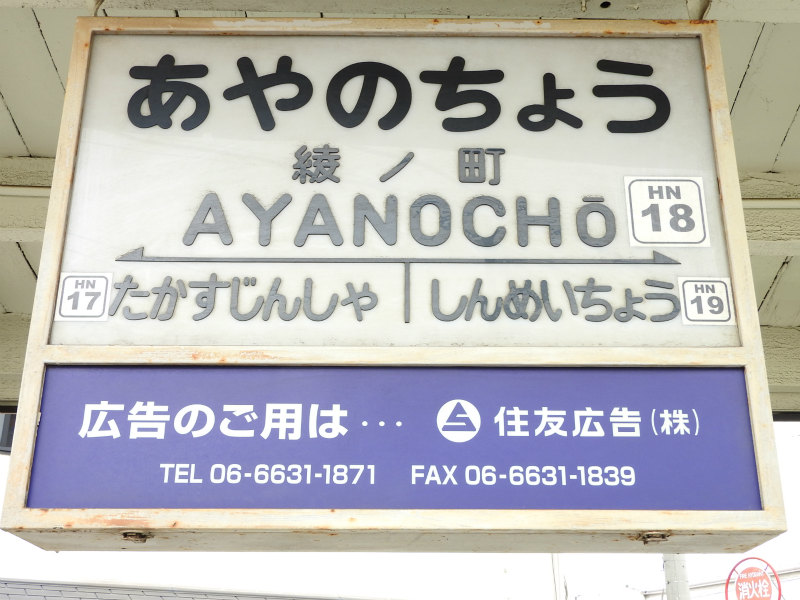 あやのちょう
綾ノ町
AYANOCHŌ
HN 18
HN 17 たかすじんしゃ しんめいちょう HN 19
広告のご用は… 住友広告(株)
TEL 06-6631-1871 FAX 06-6631-1839
消火栓